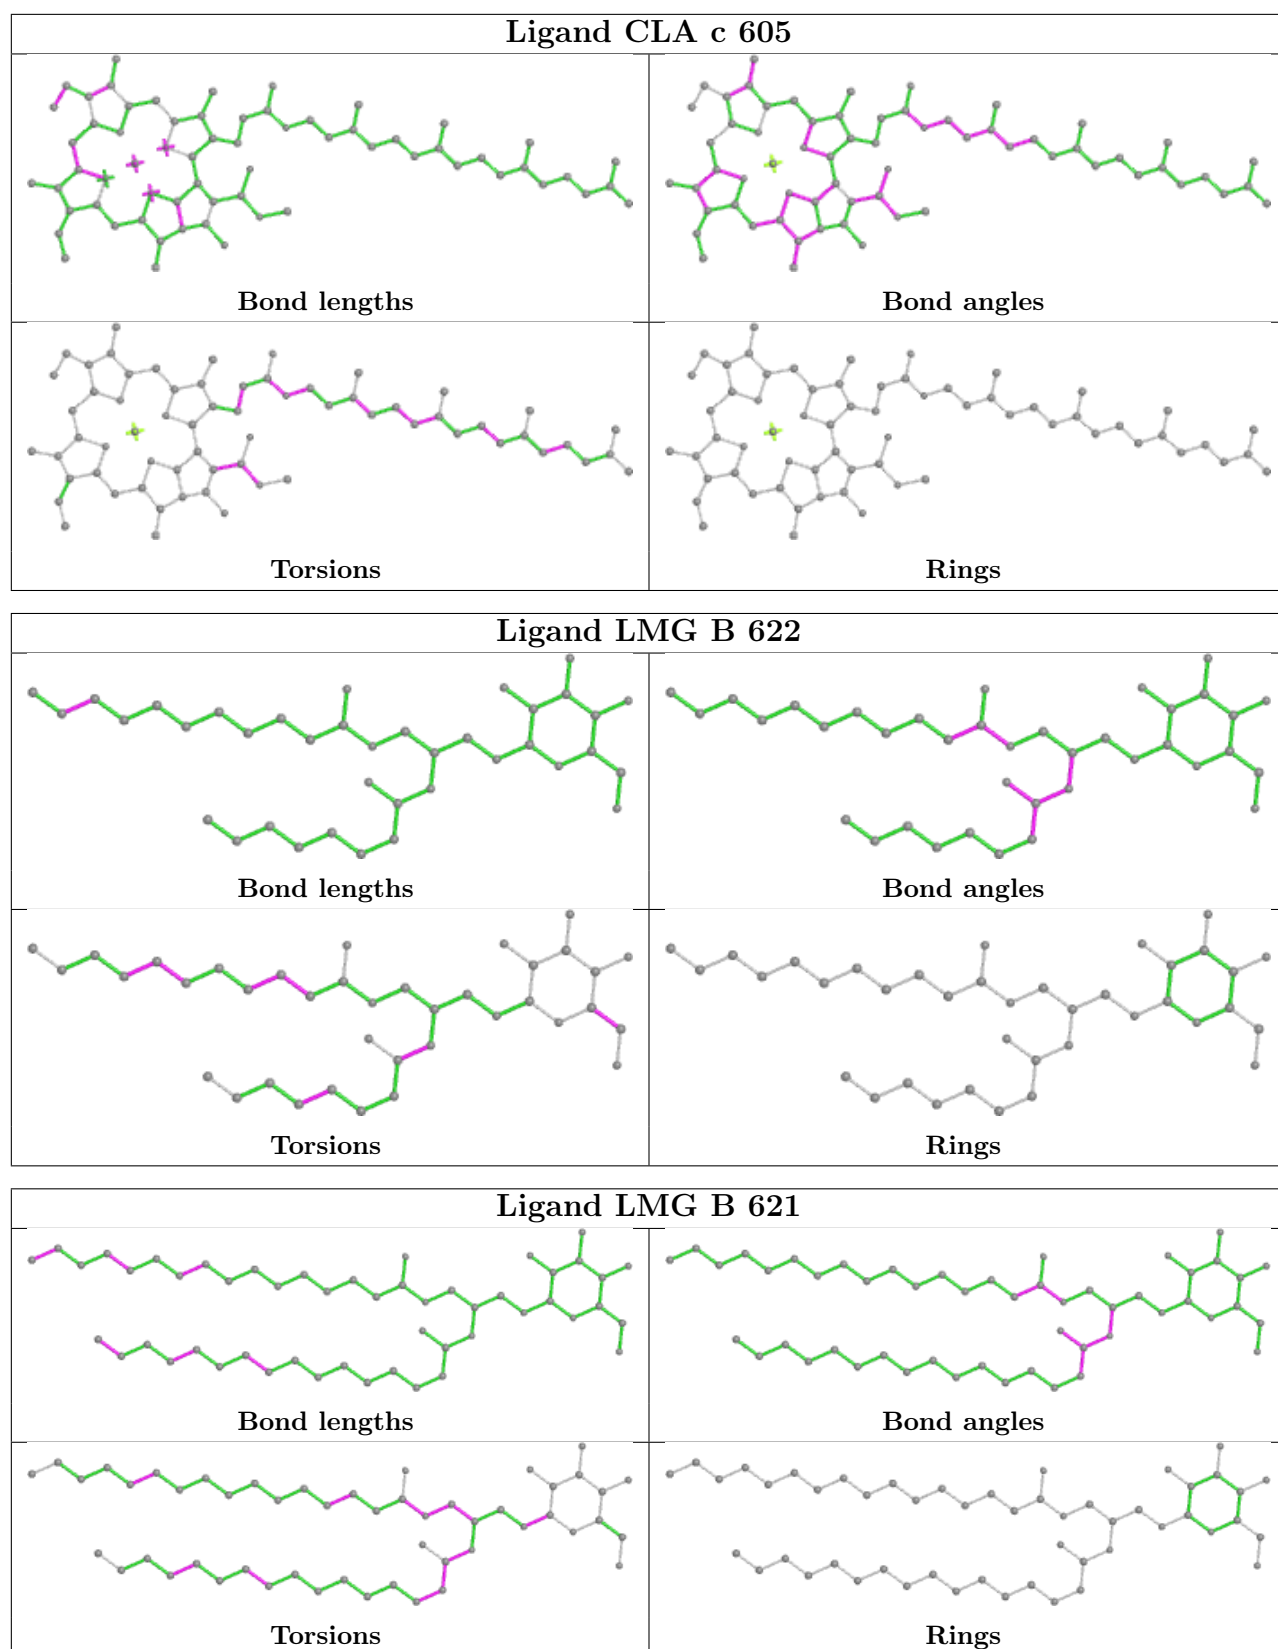 Ligand CLA c 605
Bond lengths
Bond angles
Torsions
Rings
Ligand LMG B 622
Bond lengths
Bond angles
Torsions
Rings
Ligand LMG B 621
Bond lengths
Bond angles
Torsions
Rings